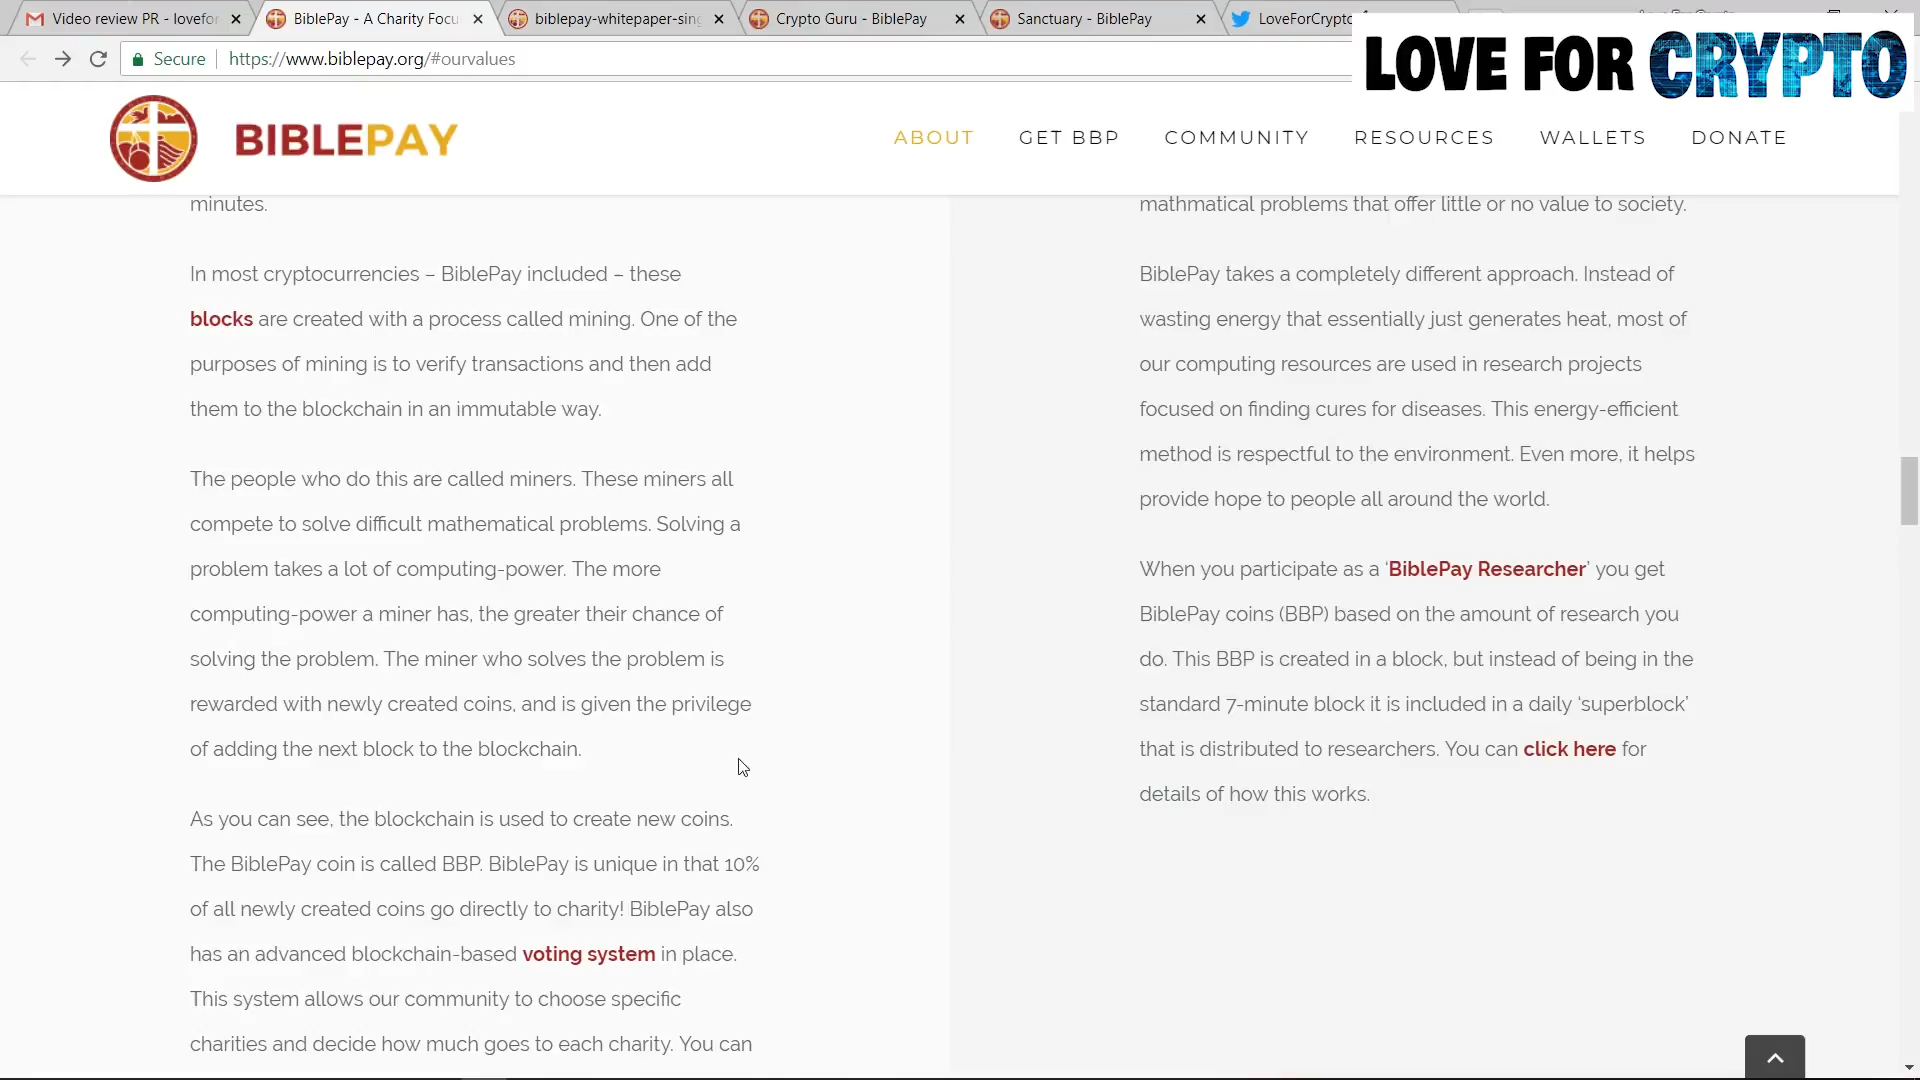 Video review PR - lovefor
BiblePay - A Charity Focu
biblepay-whitepaper-sing
Crypto Guru - BiblePay
Sanctuary - BiblePay
LoveForCrypto
LOVE FOR CRYPTO
Secure
https://www.biblepay.org/#ourvalues
BIBLEPAY
ABOUT
GET BBP
COMMUNITY
RESOURCES
WALLETS
DONATE
minutes.
In most cryptocurrencies – BiblePay included – these
blocks are created with a process called mining. One of the
purposes of mining is to verify transactions and then add
them to the blockchain in an immutable way.
The people who do this are called miners. These miners all
compete to solve difficult mathematical problems. Solving a
problem takes a lot of computing-power. The more
computing-power a miner has, the greater their chance of
solving the problem. The miner who solves the problem is
rewarded with newly created coins, and is given the privilege
of adding the next block to the blockchain.
As you can see, the blockchain is used to create new coins.
The BiblePay coin is called BBP. BiblePay is unique in that 10%
of all newly created coins go directly to charity! BiblePay also
has an advanced blockchain-based voting system in place.
This system allows our community to choose specific
charities and decide how much goes to each charity. You can
mathmatical problems that offer little or no value to society.
BiblePay takes a completely different approach. Instead of
wasting energy that essentially just generates heat, most of
our computing resources are used in research projects
focused on finding cures for diseases. This energy-efficient
method is respectful to the environment. Even more, it helps
provide hope to people all around the world.
When you participate as a ‘BiblePay Researcher’ you get
BiblePay coins (BBP) based on the amount of research you
do. This BBP is created in a block, but instead of being in the
standard 7-minute block it is included in a daily ‘superblock’
that is distributed to researchers. You can click here for
details of how this works.